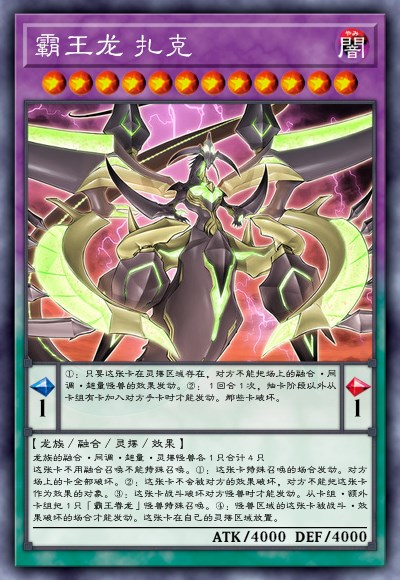 霸王龙 扎克
やみ
闇
①：只要这张卡在灵摆区域存在，对方不能把场上的融合·同
调·超量怪兽的效果发动。②：1回合1次，抽卡阶段以外从
卡组有卡加入对方手卡时才能发动。那些卡破坏。
1
1
【龙族／融合／灵摆／效果】
龙族的融合·同调·超量·灵摆怪兽各1只合计4只
这张卡不用融合召唤不能特殊召唤。①：这张卡特殊召唤的场合发动。对方
场上的卡全部破坏。②：这张卡不会被对方的效果破坏，对方不能把这张卡
作为效果的对象。③：这张卡战斗破坏对方怪兽时才能发动。从卡组·额外
卡组把1只「霸王眷龙」怪兽特殊召唤。④：怪兽区域的这张卡被战斗·效
果破坏的场合才能发动。这张卡在自己的灵摆区域放置。
ATK/4000 DEF/4000